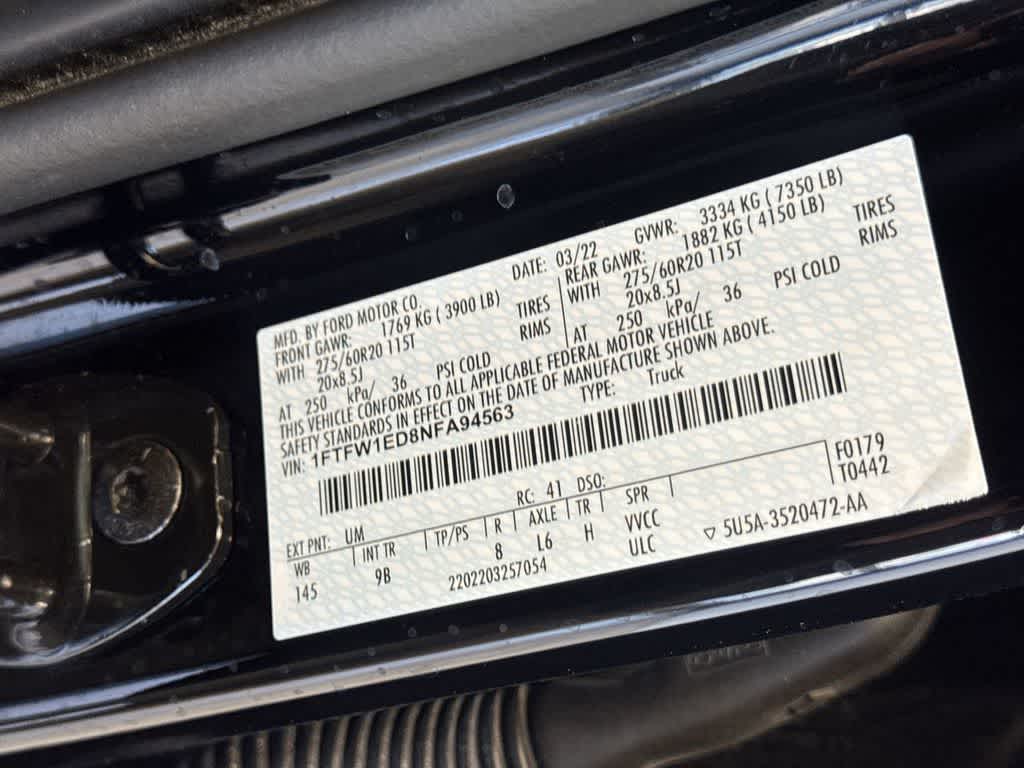 MFD. BY FORD MOTOR CO.
DATE: 03/22 GVWR: 3334 KG ( 7350 LB)
FRONT GAWR: 1769 KG ( 3900 LB) REAR GAWR: 1882 KG ( 4150 LB)
WITH 275/60R20 115T TIRES WITH 275/60R20 115T TIRES
20x8.5J RIMS 20x8.5J RIMS
AT 250 kPa/ 36 PSI COLD AT 250 kPa/ 36 PSI COLD
THIS VEHICLE CONFORMS TO ALL APPLICABLE FEDERAL MOTOR VEHICLE
SAFETY STANDARDS IN EFFECT ON THE DATE OF MANUFACTURE SHOWN ABOVE.
VIN: 1FTFW1ED8NFA94563 TYPE: Truck
F0179
T0442
EXT PNT: UM RC: 41 DSO:
WB INT TR TP/PS R AXLE TR SPR
145 9B 8 L6 H VVCC
2202203257054 ULC ▽ 5U5A-3520472-AA